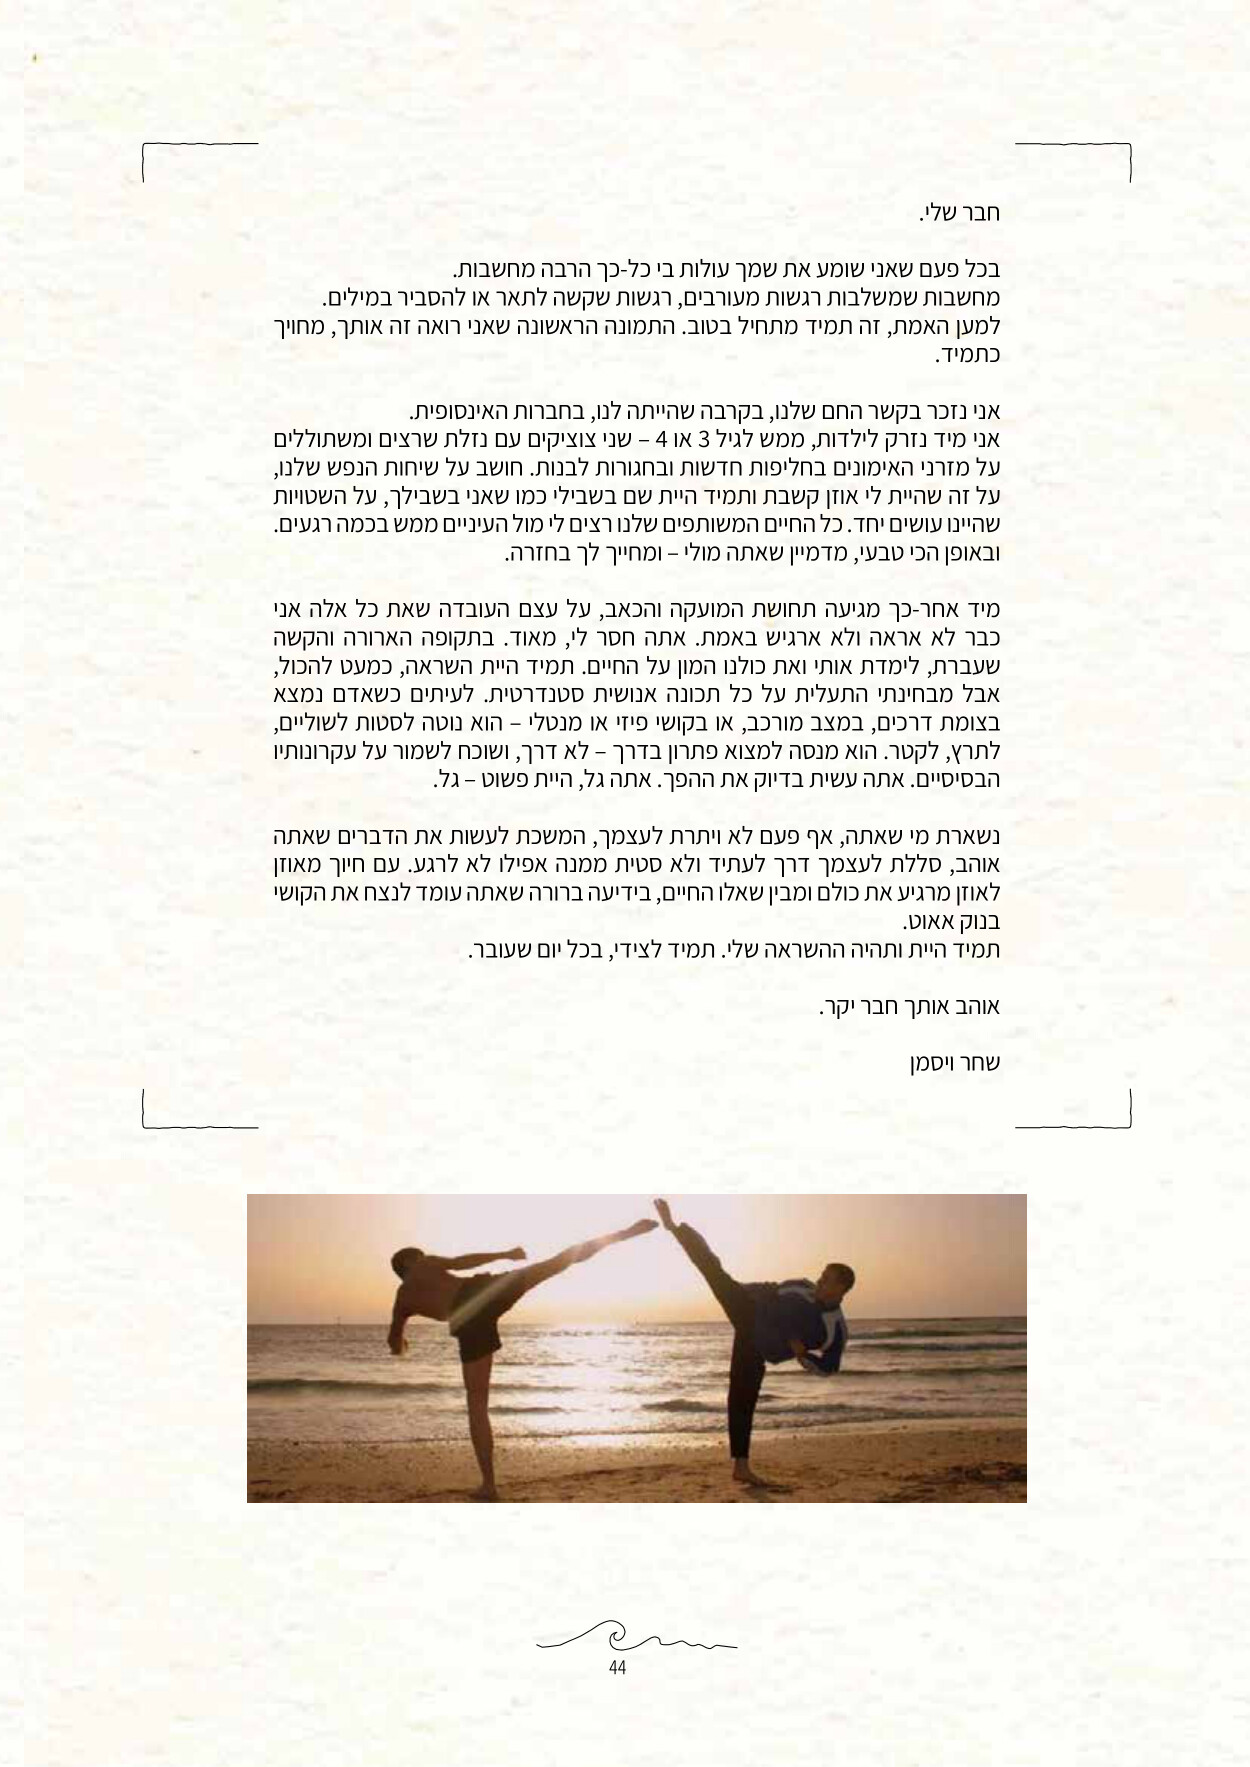 חבר שלי.
בכל פעם שאני שומע את שמך עולות בי כל-כך הרבה מחשבות.
מחשבות שמשלבות רגשות מעורבים, רגשות שקשה לתאר או להסביר במילים.
למען האמת, זה תמיד מתחיל בטוב. התמונה הראשונה שאני רואה זה אותך, מחויך
כתמיד.
אני נזכר בקשר החם שלנו, בקרבה שהייתה לנו, בחברות האינסופית.
אני מיד נזרק לילדות, ממש לגיל 3 או 4 – שני צוציקים עם נזלת שרצים ומשתוללים
על מזרני האימונים בחליפות חדשות ובחגורות לבנות. חושב על שיחות הנפש שלנו,
על זה שהיית לי אוזן קשבת ותמיד היית שם בשבילי כמו שאני בשבילך, על השטויות
שהיינו עושים יחד. כל החיים המשותפים שלנו רצים לי מול העיניים ממש בכמה רגעים.
ובאופן הכי טבעי, מדמיין שאתה מולי – ומחייך לך בחזרה.
מיד אחר-כך מגיעה תחושת המועקה והכאב, על עצם העובדה שאת כל אלה אני
כבר לא אראה ולא ארגיש באמת. אתה חסר לי, מאוד. בתקופה הארורה והקשה
שעברת, לימדת אותי ואת כולנו המון על החיים. תמיד היית השראה, כמעט להכול,
אבל מבחינתי התעלית על כל תכונה אנושית סטנדרטית. לעיתים כשאדם נמצא
בצומת דרכים, במצב מורכב, או בקושי פיזי או מנטלי – הוא נוטה לסטות לשוליים,
לתרץ, לקטר. הוא מנסה למצוא פתרון בדרך – לא דרך, ושוכח לשמור על עקרונותיו
הבסיסיים. אתה עשית בדיוק את ההפך. אתה גל, היית פשוט – גל.
נשארת מי שאתה, אף פעם לא ויתרת לעצמך, המשכת לעשות את הדברים שאתה
אוהב, סללת לעצמך דרך לעתיד ולא סטית ממנה אפילו לא לרגע. עם חיוך מאוזן
לאוזן מרגיע את כולם ומבין שאלו החיים, בידיעה ברורה שאתה עומד לנצח את הקושי
בנוק אאוט.
תמיד היית ותהיה ההשראה שלי. תמיד לצידי, בכל יום שעובר.
אוהב אותך חבר יקר.
שחר ויסמן
44